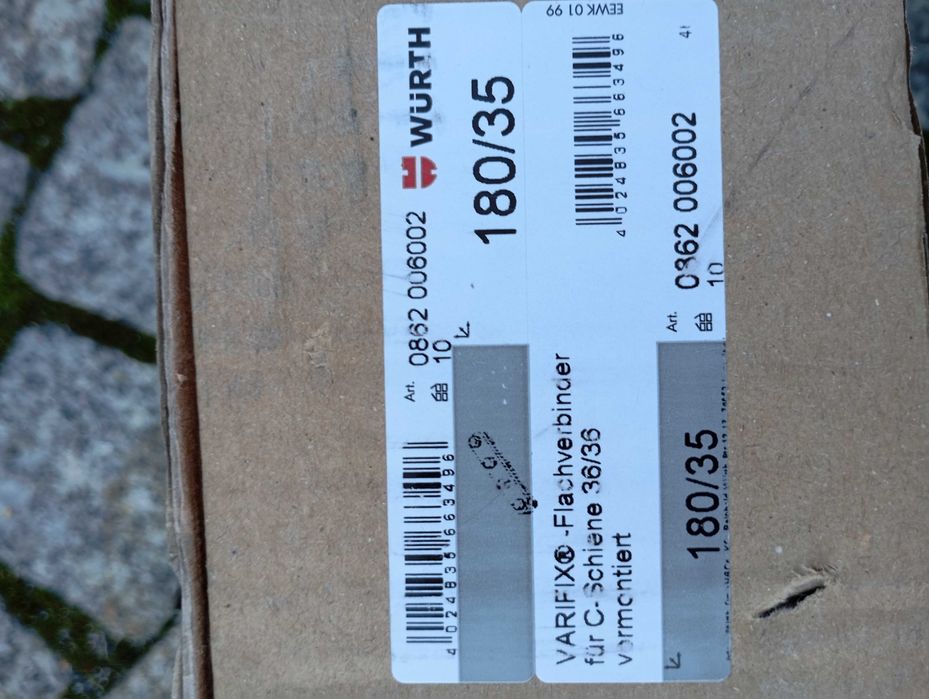 4 024835 663496
Art. 0862 006002
10
WÜRTH
180/35
VARIFIX® -Flachverbinder
für C-Schiene 36/36
vormontiert
EEWK 01 99
4 024835 663496
180/35
Art. 0862 006002
10